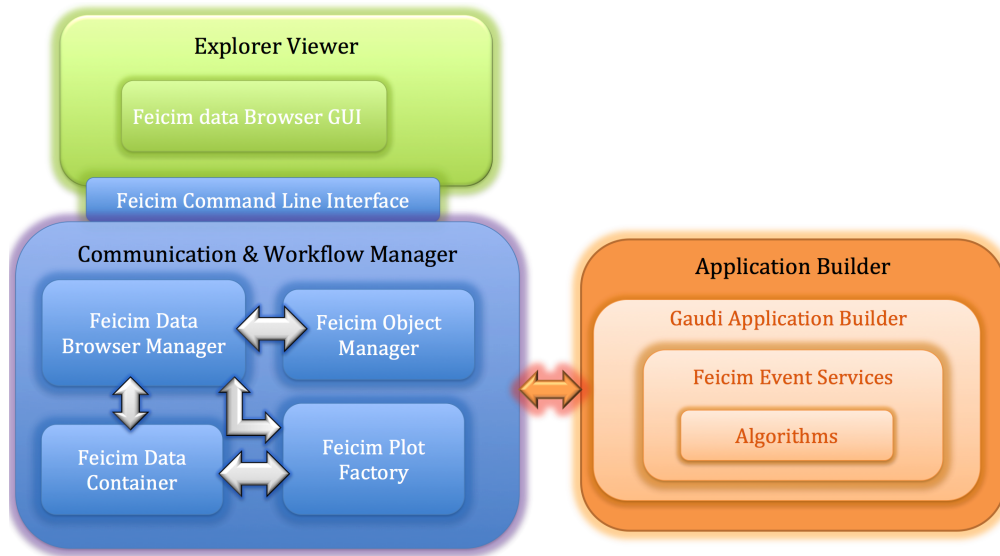 Explorer Viewer
Feicim data Browser GUI
Feicim Command Line Interface
Communication & Workflow Manager
Feicim Data
Browser Manager
Feicim Object
Manager
Feicim Data
Container
Feicim Plot
Factory
Application Builder
Gaudi Application Builder
Feicim Event Services
Algorithms